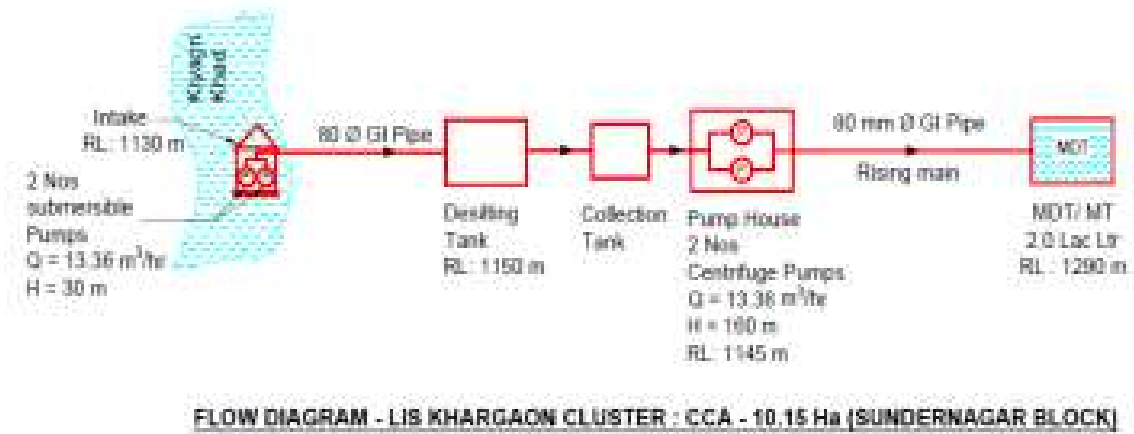 Khad
Intake
RL: 1130 m
2 Nos
submersible
Pumps
Q = 13.36 m³/hr
H = 30 m
80 Ø GI Pipe
Desilting
Tank
RL: 1150 m
Collection
Tank
Pump House
2 Nos
Centrifuge Pumps
Q = 13.36 m³/hr
H = 160 m
RL: 1145 m
mm Ø GI Pipe
Rising main
MDT
MDT/ MT
2.0 Lac Ltr
RL : 1290 m
FLOW DIAGRAM - LIS KHARGAON CLUSTER : CCA - 10.15 Ha (SUNDERNAGAR BLOCK)